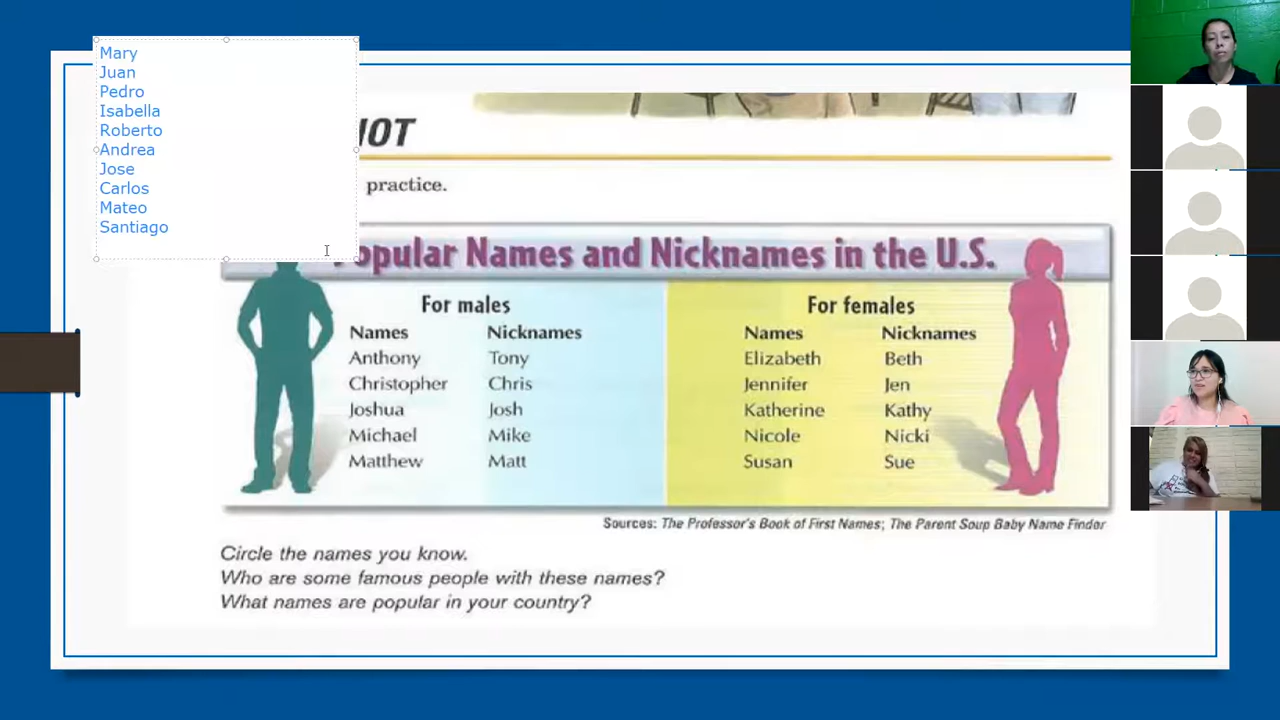 Mary
Juan
Pedro
Isabella
Roberto
Andrea
Jose
Carlos
Mateo
Santiago
practice.
Names and Nicknames in the U.S.
For males
Names Nicknames
Anthony Tony
Christopher Chris
Joshua Josh
Michael Mike
Matthew Matt
For females
Names Nicknames
Elizabeth Beth
Jennifer Jen
Katherine Kathy
Nicole Nicki
Susan Sue
Sources: The Professor's Book of First Names; The Parent Soup Baby Name Finder
Circle the names you know.
Who are some famous people with these names?
What names are popular in your country?